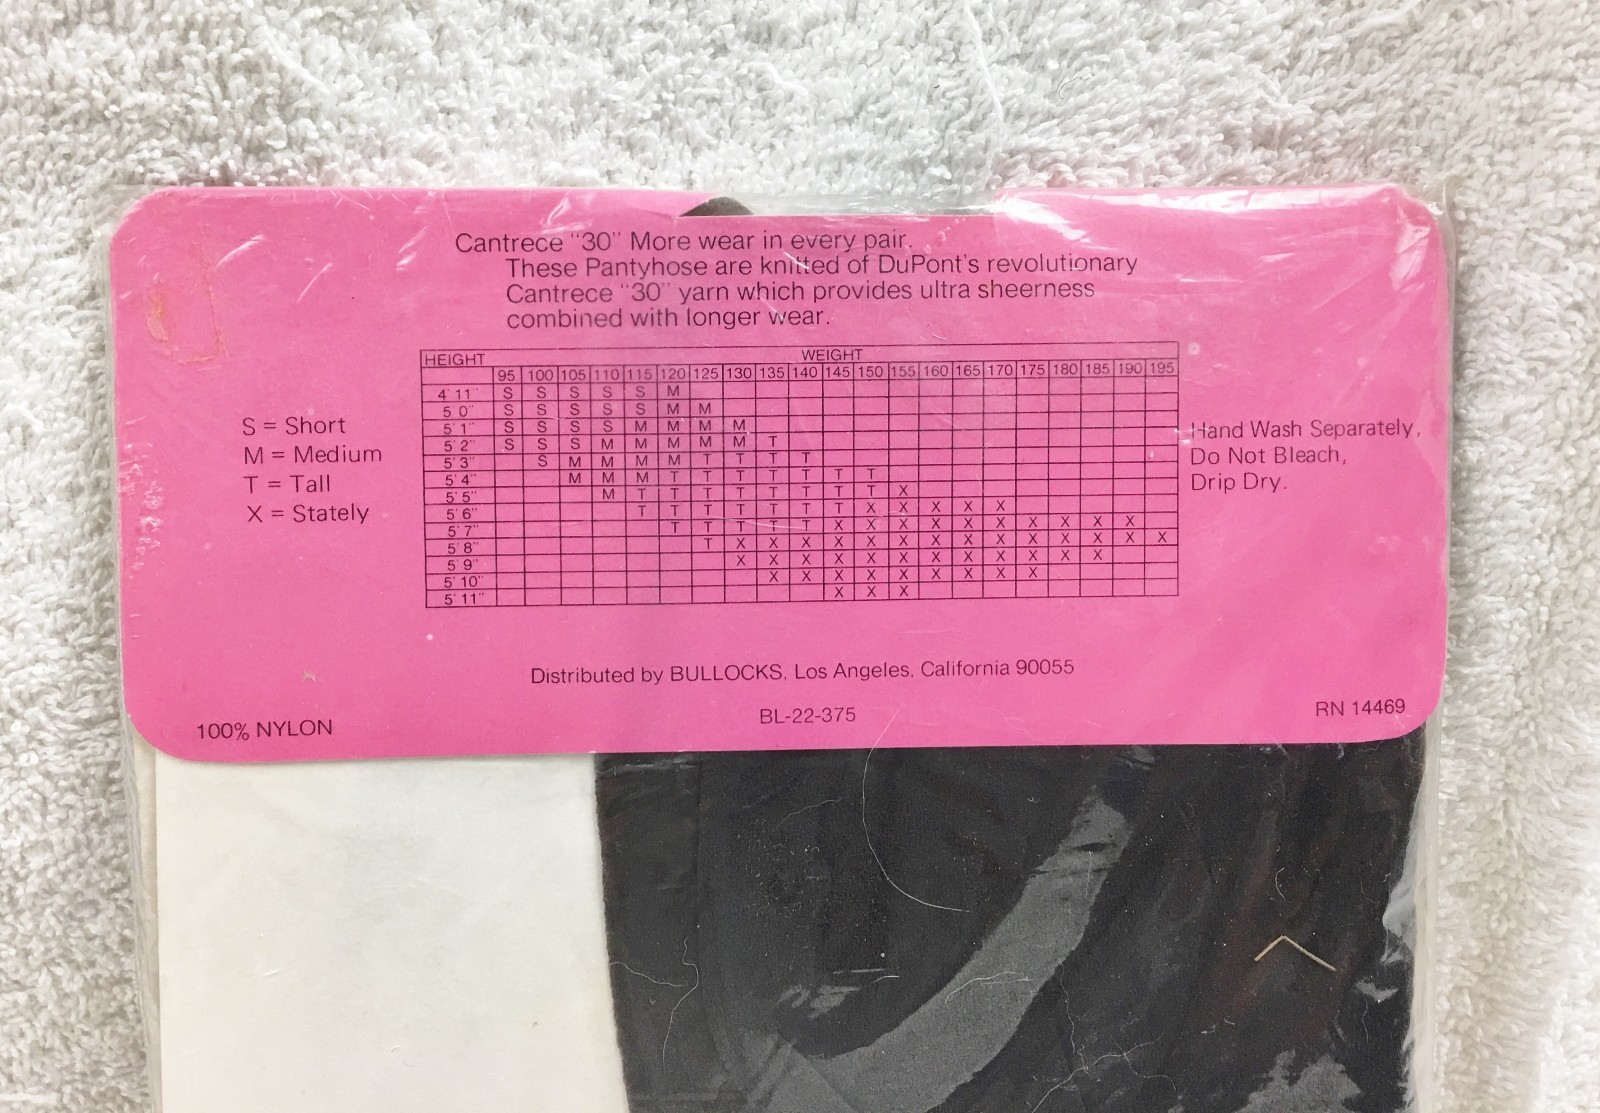 Cantrece "30" More wear in every pair.
These Pantyhose are knitted of DuPont's revolutionary
Cantrece "30" yarn which provides ultra sheerness
combined with longer wear.
HEIGHT WEIGHT
95 100 105 110 115 120 125 130 135 140 145 150 155 160 165 170 175 180 185 190 195
4' 11" S S S S S M
5 0" S S S S S M M
5' 1" S S S S M M M M
5' 2" S S S M M M M M T
5' 3" S M M M M T T T T
5' 4" M M M T T T T T T T
5' 5" M T T T T T T T T X
5' 6" T T T T T T T X X X X X
5' 7" T T T T T X X X X X X X X X X
5' 8" T X X X X X X X X X X X X X X
5' 9" X X X X X X X X X X X X
5' 10" X X X X X X X X X
5' 11" X X X
S = Short
M = Medium
T = Tall
X = Stately
Hand Wash Separately,
Do Not Bleach,
Drip Dry.
Distributed by BULLOCKS, Los Angeles, California 90055
100% NYLON
BL-22-375
RN 14469